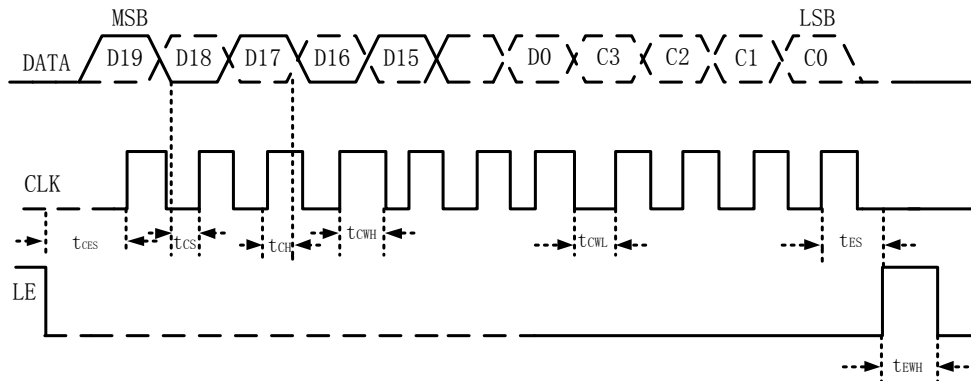 MSB LSB
DATA D19 D18 D17 D16 D15 D0 C3 C2 C1 C0
CLK
tCES tCS tCH tCWH tCWL tES
LE
tEWH